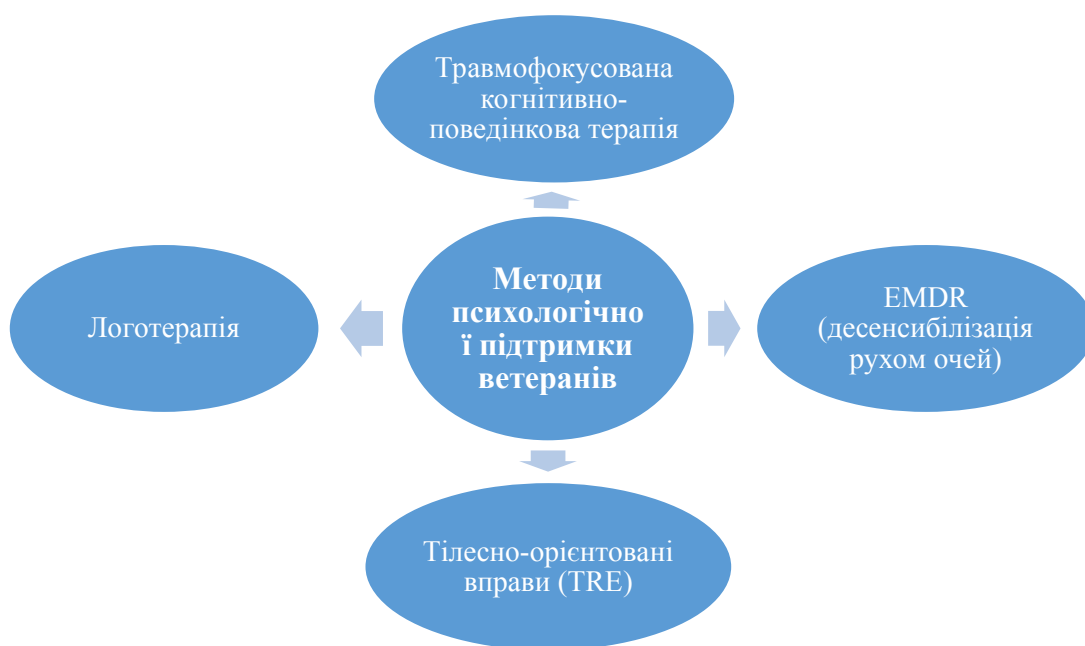 Травмофокусована
когнітивно-
поведінкова терапія
Логотерапія
Методи
психологічно
ї підтримки
ветеранів
EMDR
(десенсибілізація
рухом очей)
Тілесно-орієнтовані
вправи (TRE)